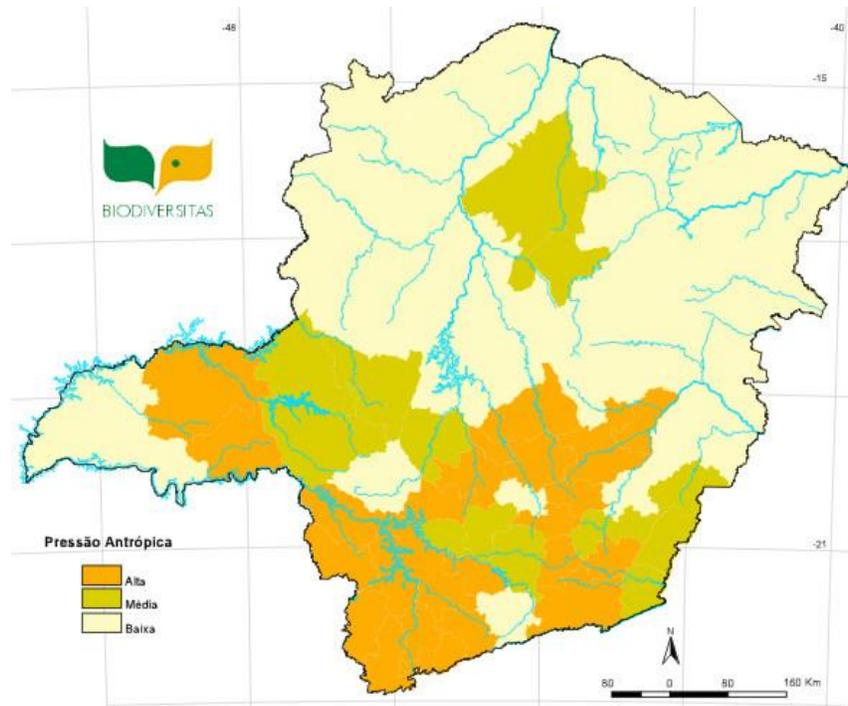 -48
-40
-15
BIODIVERSITAS
Pressão Antrópica
Alta
Média
Baixa
-21
N
80 0 80 160 Km